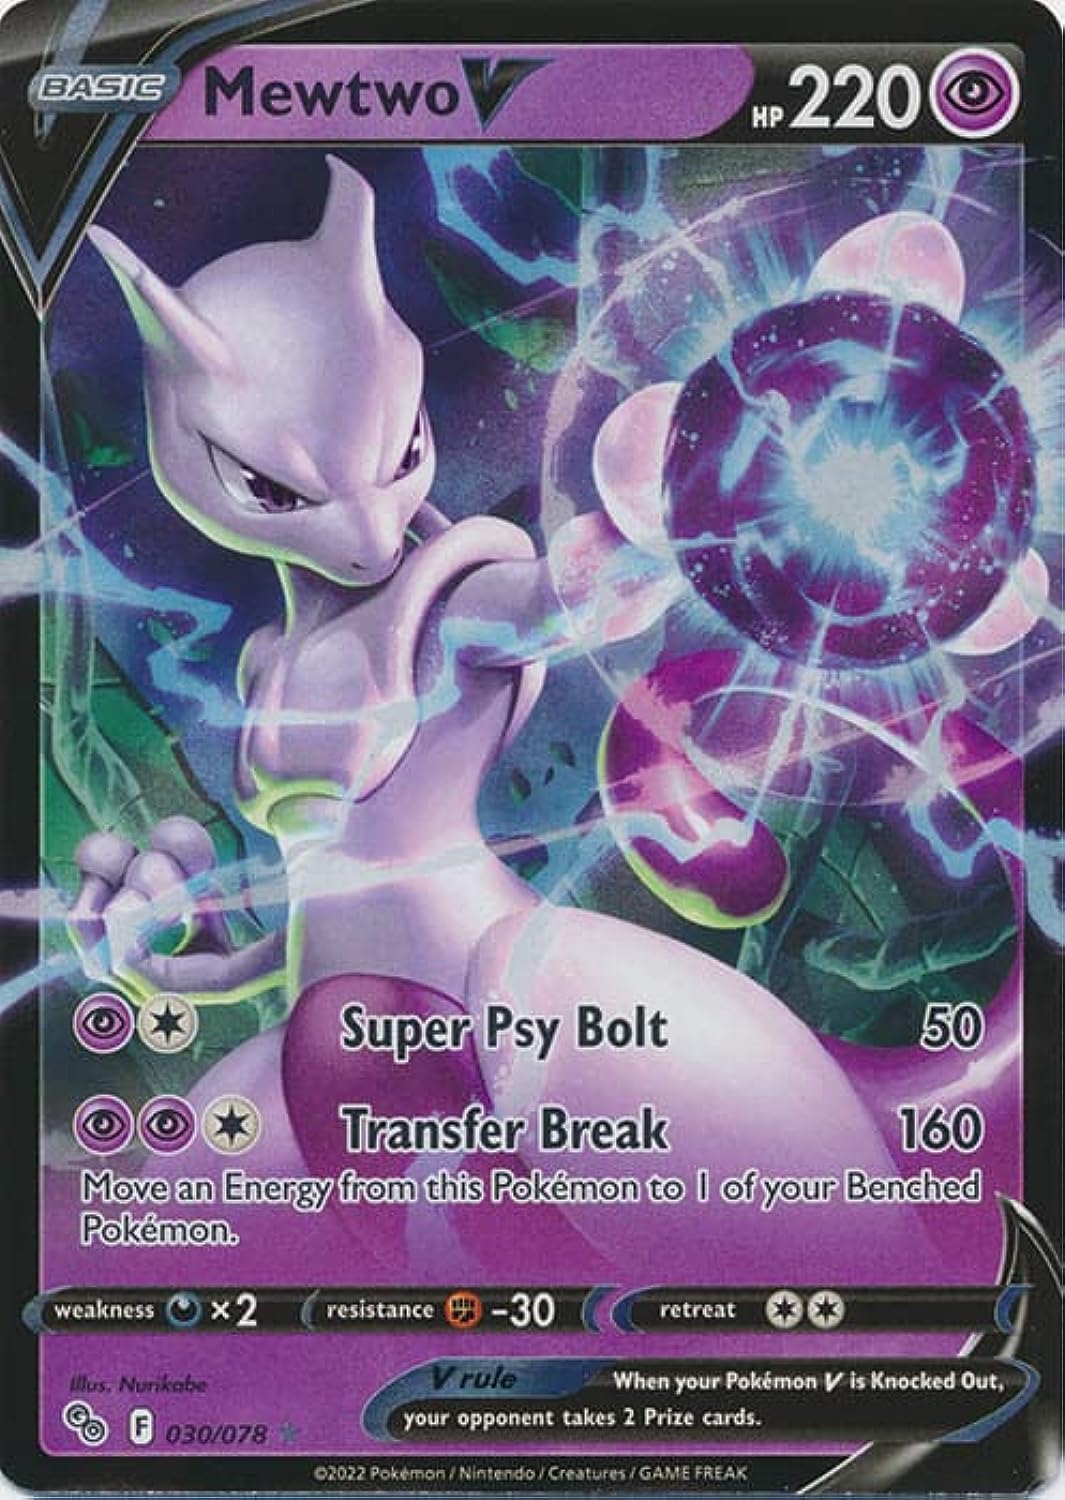 BASIC Mewtwo V HP 220
Super Psy Bolt 50
Transfer Break 160
Move an Energy from this Pokémon to 1 of your Benched
Pokémon.
weakness ×2 resistance -30 retreat
Illus. Nurikabe
V rule When your Pokémon V is Knocked Out,
your opponent takes 2 Prize cards.
GO F 030/078
©2022 Pokémon / Nintendo / Creatures / GAME FREAK